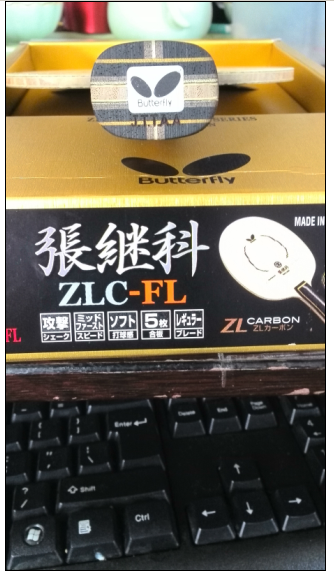 Butterfly
JTTAA
SERIES
Butterfly
張継科
MADE IN
ZLC-FL
攻撃
シェーク
ミッド
ファースト
スピード
ソフト
打球感
5枚
合板
レギュラー
ブレード
ZL CARBON
ZLカーボン
FL
Enter
Shift
Ctrl